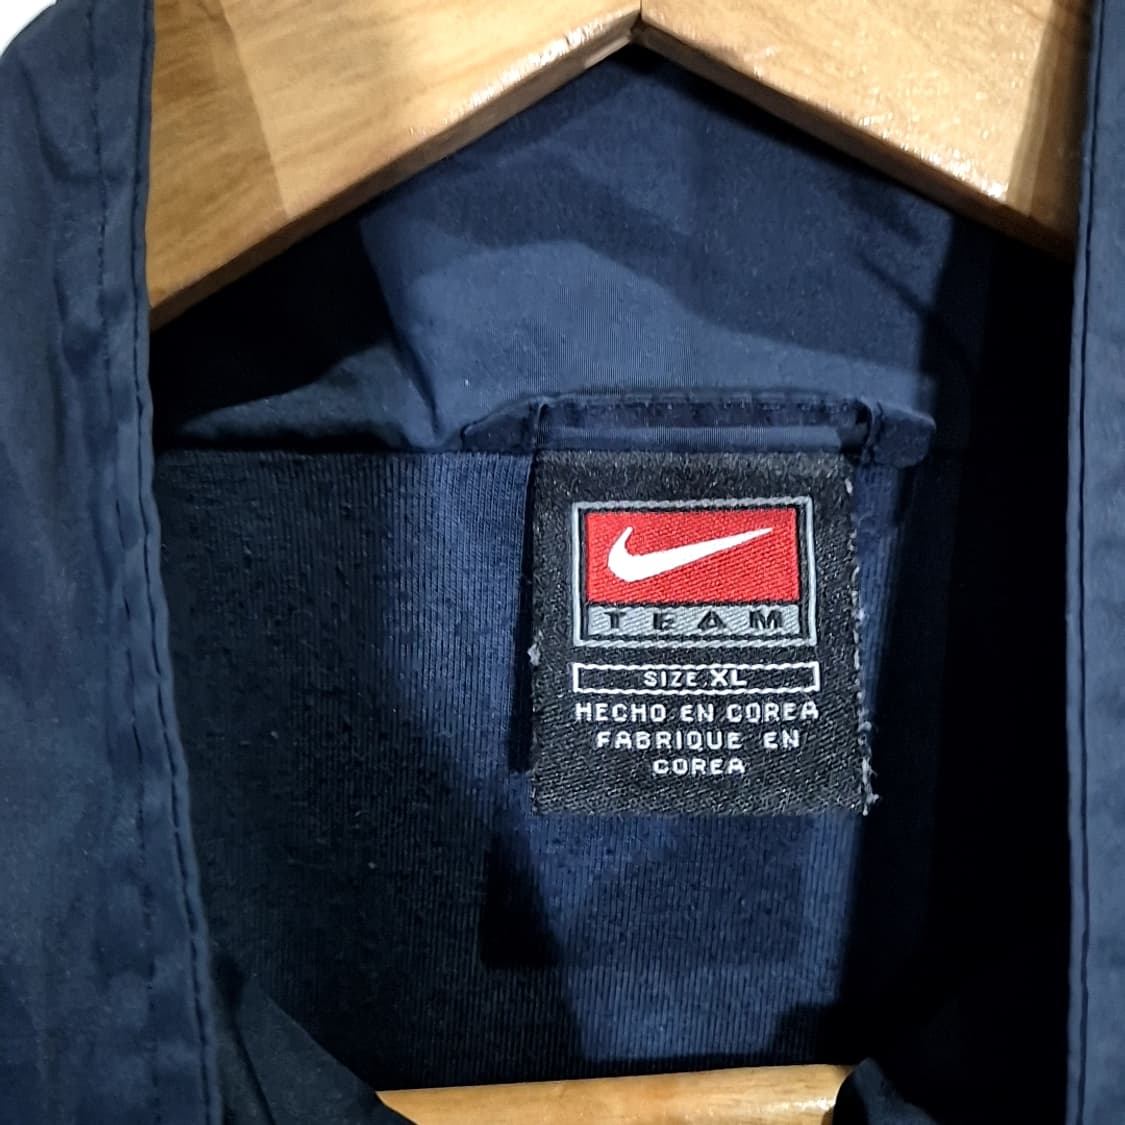 TEAM
SIZE XL
HECHO EN COREA
FABRIQUE EN
COREA